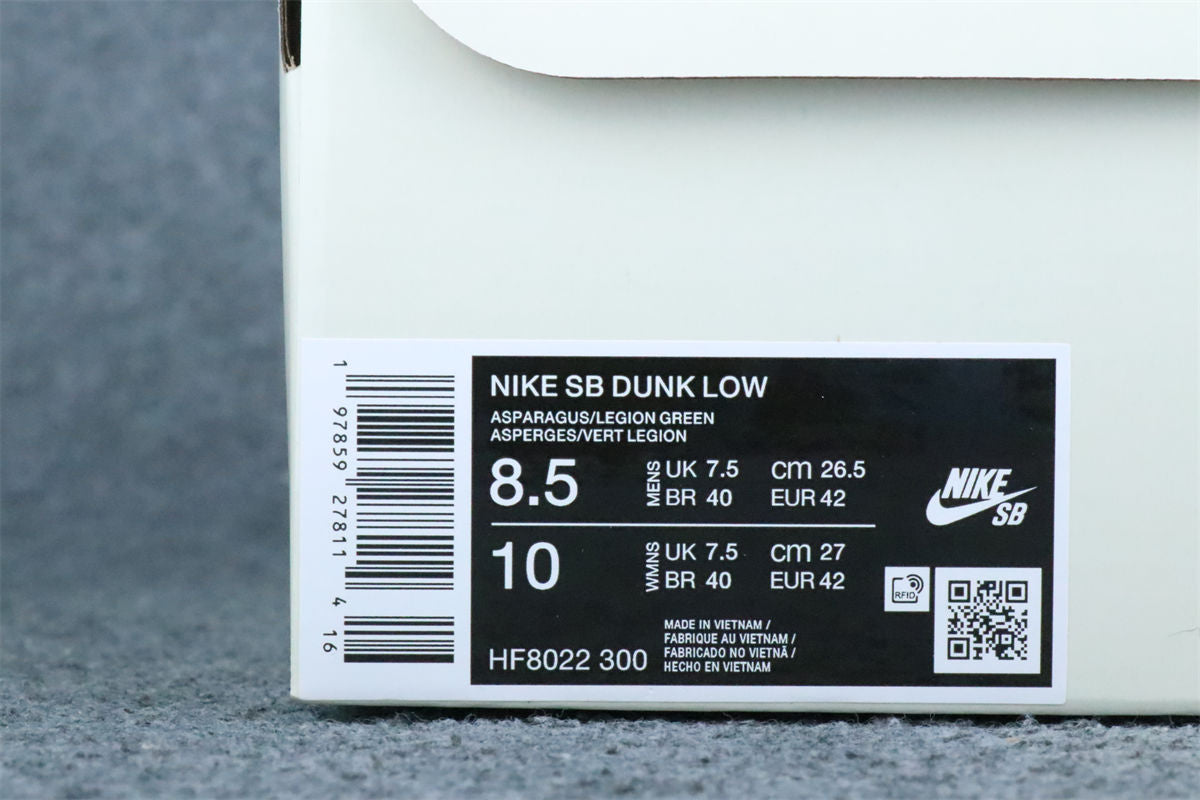 NIKE SB DUNK LOW
ASPARAGUS/LEGION GREEN
ASPERGES/VERT LEGION
8.5 MENS UK 7.5 cm 26.5
BR 40 EUR 42
10 WMNS UK 7.5 cm 27
BR 40 EUR 42
HF8022 300
MADE IN VIETNAM /
FABRIQUE AU VIETNAM /
FABRICADO NO VIETNÃ /
HECHO EN VIETNAM
NIKE
SB
RFID
1 97859 27811 4 16